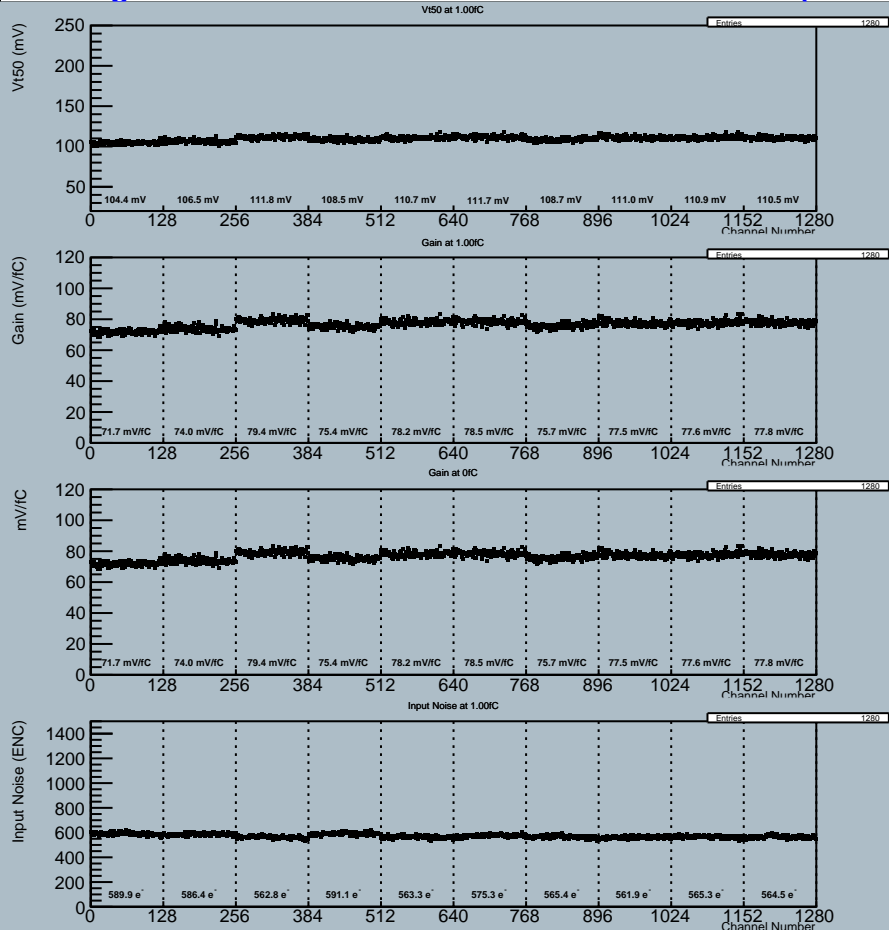 Vt50 at 1.00fC
Entries 1280
Vt50 (mV)
250
200
150
100
50
104.4 mV 106.5 mV 111.8 mV 108.5 mV 110.7 mV 111.7 mV 108.7 mV 111.0 mV 110.9 mV 110.5 mV
0 128 256 384 512 640 768 896 1024 1152 1280
Channel Number
Gain at 1.00fC
Entries 1280
Gain (mV/fC)
120
100
80
60
40
20
0
71.7 mV/fC 74.0 mV/fC 79.4 mV/fC 75.4 mV/fC 78.2 mV/fC 78.5 mV/fC 75.7 mV/fC 77.5 mV/fC 77.6 mV/fC 77.8 mV/fC
0 128 256 384 512 640 768 896 1024 1152 1280
Channel Number
Gain at 0fC
Entries 1280
mV/fC
120
100
80
60
40
20
0
71.7 mV/fC 74.0 mV/fC 79.4 mV/fC 75.4 mV/fC 78.2 mV/fC 78.5 mV/fC 75.7 mV/fC 77.5 mV/fC 77.6 mV/fC 77.8 mV/fC
0 128 256 384 512 640 768 896 1024 1152 1280
Channel Number
Input Noise at 1.00fC
Entries 1280
Input Noise (ENC)
1400
1200
1000
800
600
400
200
0
589.9 e⁻ 586.4 e⁻ 562.8 e⁻ 591.1 e⁻ 563.3 e⁻ 575.3 e⁻ 565.4 e⁻ 561.9 e⁻ 565.3 e⁻ 564.5 e⁻
0 128 256 384 512 640 768 896 1024 1152 1280
Channel Number